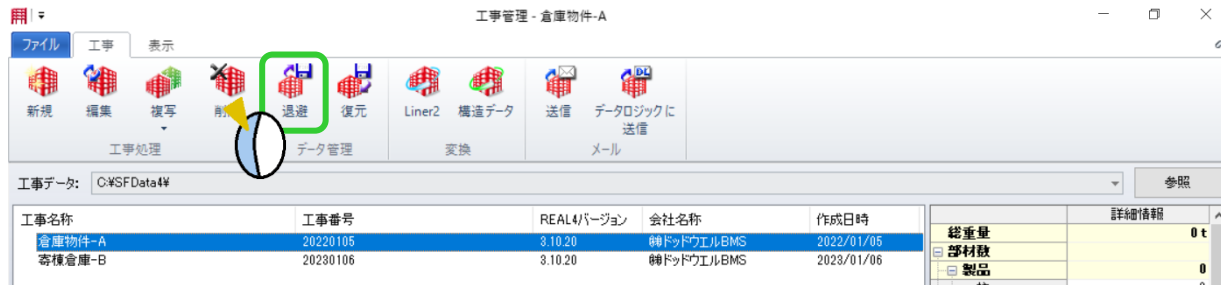 工事管理 - 倉庫物件-A
ファイル 工事 表示
新規 編集 複写 削 退避 復元 Liner2 構造データ 送信 データロジックに送信
工事処理 データ管理 変換 メール
工事データ: C:¥SFData4¥ 参照
工事名称 工事番号 REAL4バージョン 会社名称 作成日時 詳細情報
倉庫物件-A 20220105 3.10.20 ㈱ドッドウエルBMS 2022/01/05 総重量 0 t
寄棟倉庫-B 20230106 3.10.20 ㈱ドッドウエルBMS 2023/01/06 部材数
製品 0